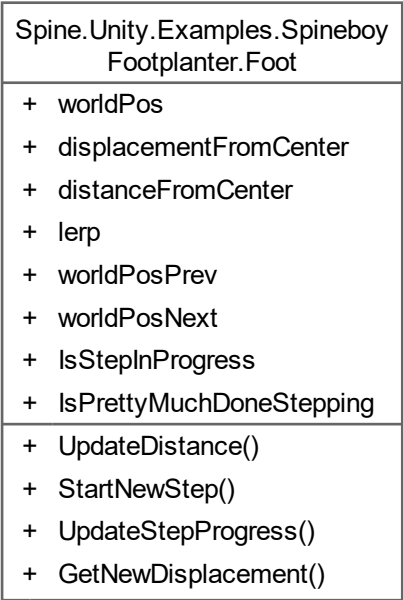 Spine.Unity.Examples.Spineboy
Footplanter.Foot
+ worldPos
+ displacementFromCenter
+ distanceFromCenter
+ lerp
+ worldPosPrev
+ worldPosNext
+ IsStepInProgress
+ IsPrettyMuchDoneStepping
+ UpdateDistance()
+ StartNewStep()
+ UpdateStepProgress()
+ GetNewDisplacement()